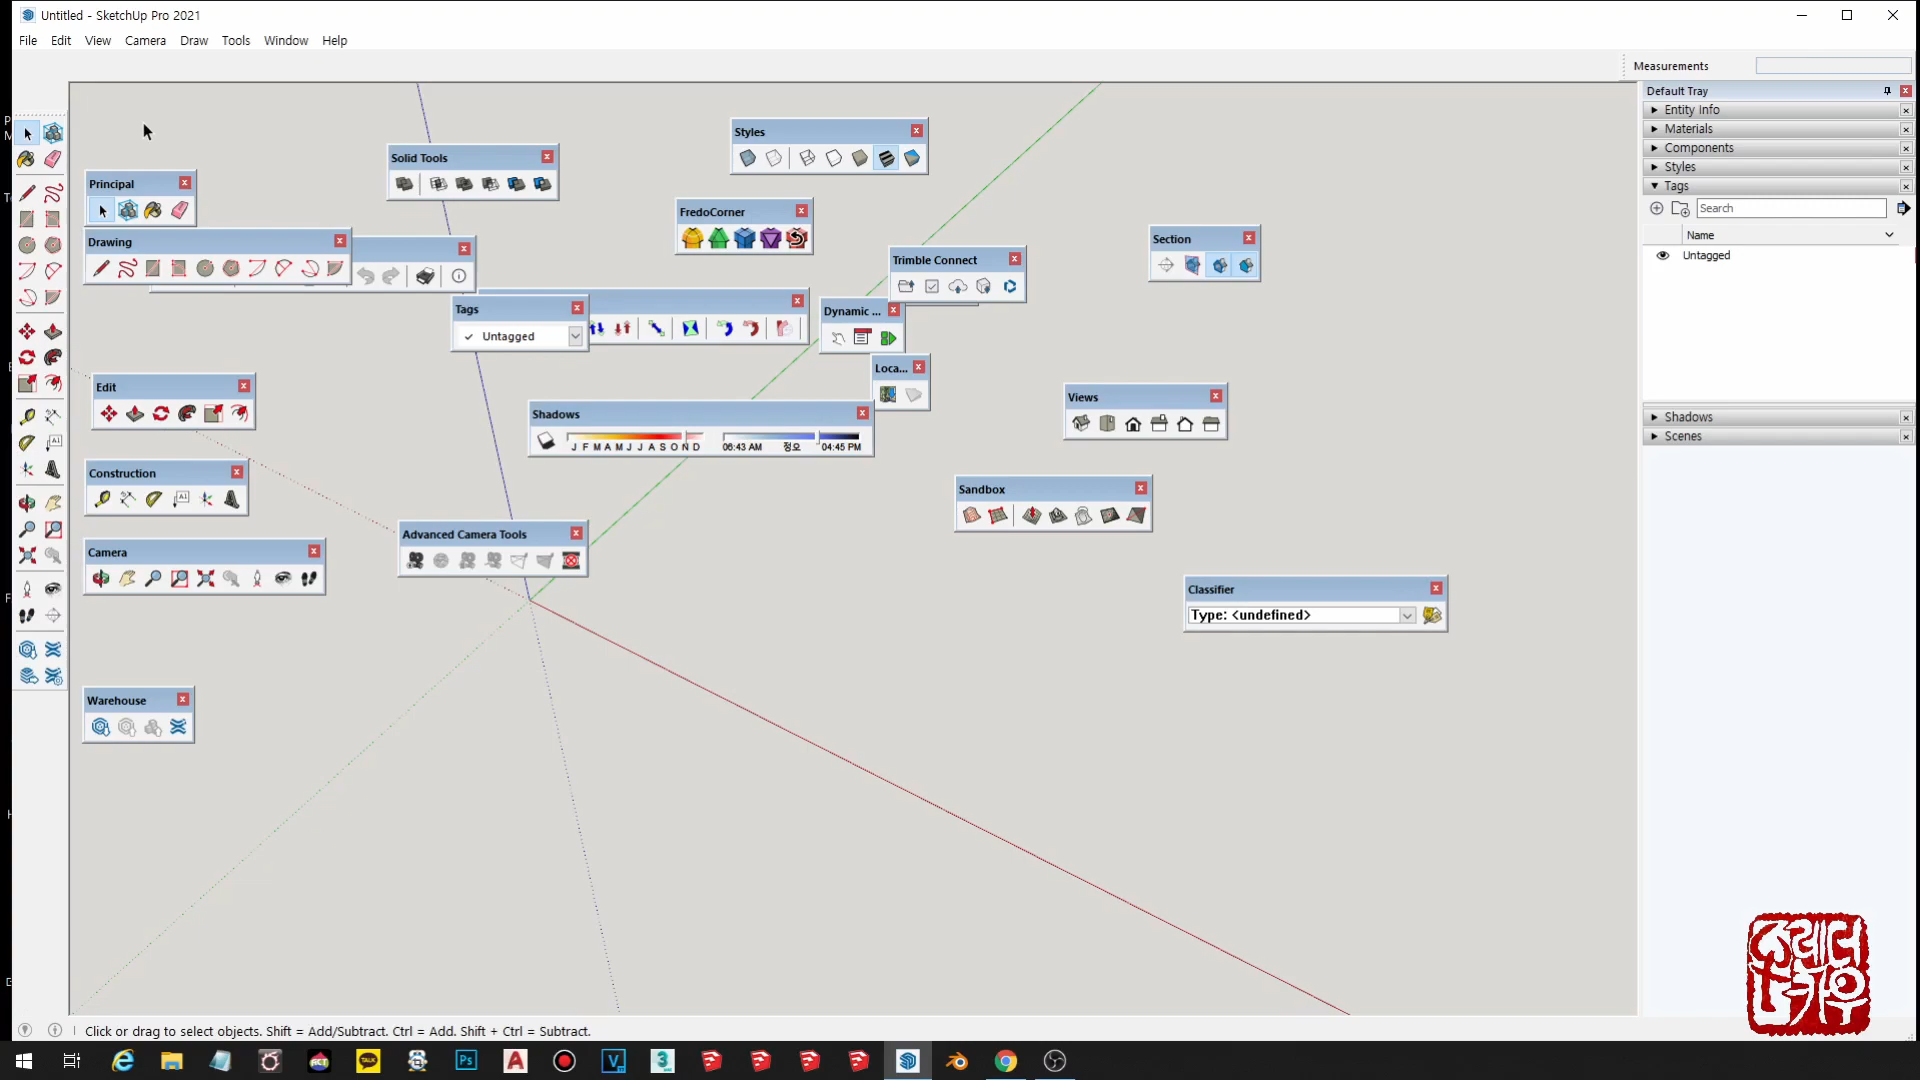 Untitled - SketchUp Pro 2021
File Edit View Camera Draw Tools Window Help
Measurements
Default Tray
Entity Info
Materials
Components
Styles
Tags
Search
Name
Untagged
Shadows
Scenes
Styles
Solid Tools
Principal
FredoCorner
Drawing
Section
Trimble Connect
Tags
Untagged
Dynamic ...
Loca...
Edit
Views
Shadows
J F M A M J J A S O N D
06:43 AM 정오 04:45 PM
Construction
Sandbox
Advanced Camera Tools
Camera
Classifier
Type: <undefined>
Warehouse
Click or drag to select objects. Shift = Add/Subtract. Ctrl = Add. Shift + Ctrl = Subtract.